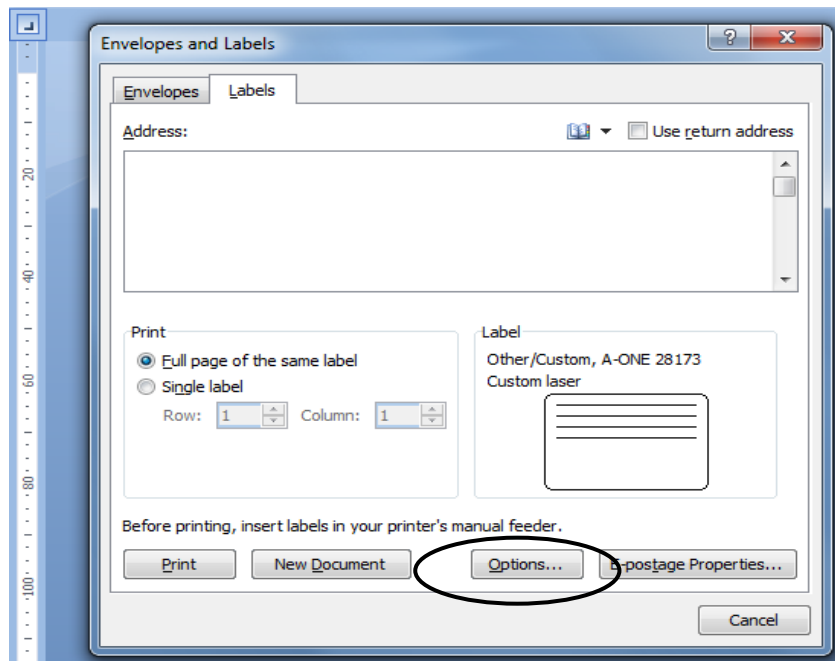 Envelopes and Labels
?
X
Envelopes Labels
Address:
Use return address
Print
Full page of the same label
Single label
Row: 1 Column: 1
Label
Other/Custom, A-ONE 28173
Custom laser
Before printing, insert labels in your printer's manual feeder.
Print New Document Options... E-postage Properties...
Cancel
20
40
60
80
100